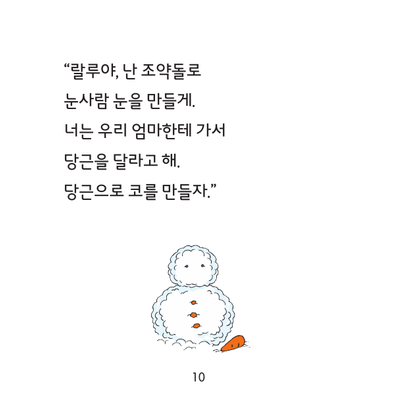 “랄루야, 난 조약돌로
눈사람 눈을 만들게.
너는 우리 엄마한테 가서
당근을 달라고 해.
당근으로 코를 만들자.”
10